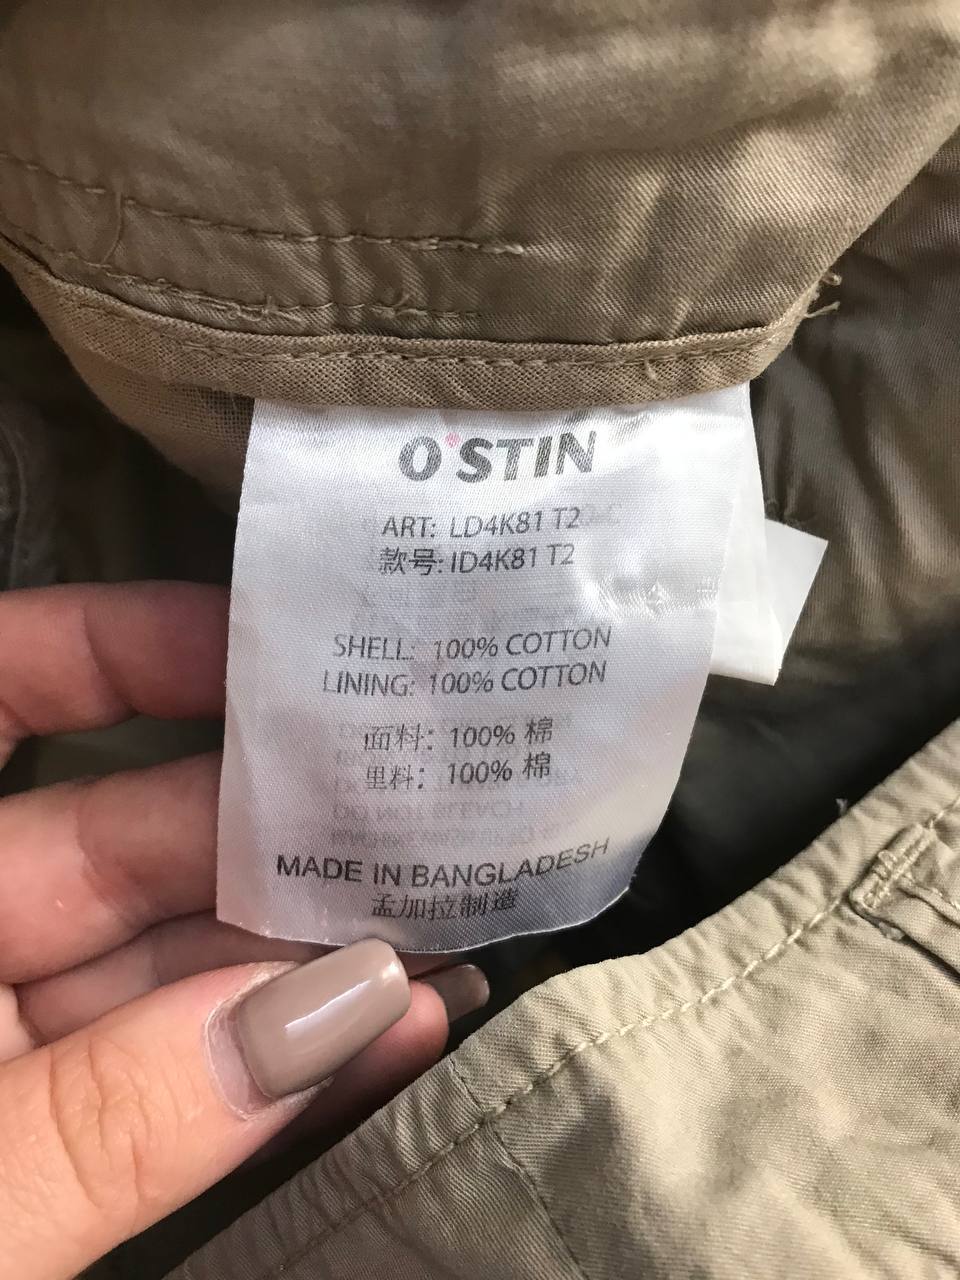 O'STIN
ART: LD4K81 T2
款号: ID4K81 T2
SHELL: 100% COTTON
LINING: 100% COTTON
面料: 100% 棉
里料: 100% 棉
MADE IN BANGLADESH
孟加拉制造